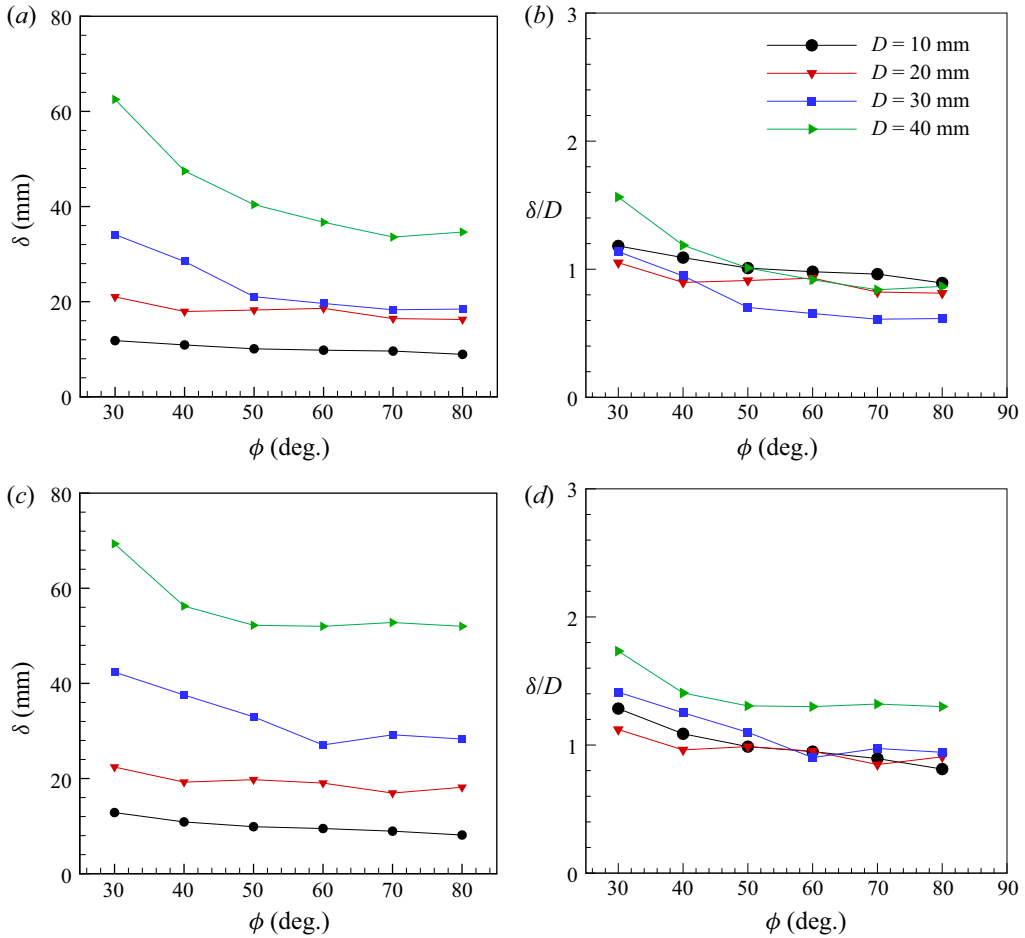 (a)
80
60
40
20
0
δ (mm)
30 40 50 60 70 80
ϕ (deg.)
(b)
3
2
1
0
δ/D
D = 10 mm
D = 20 mm
D = 30 mm
D = 40 mm
30 40 50 60 70 80 90
ϕ (deg.)
(c)
80
60
40
20
0
δ (mm)
30 40 50 60 70 80
ϕ (deg.)
(d)
3
2
1
0
δ/D
30 40 50 60 70 80 90
ϕ (deg.)